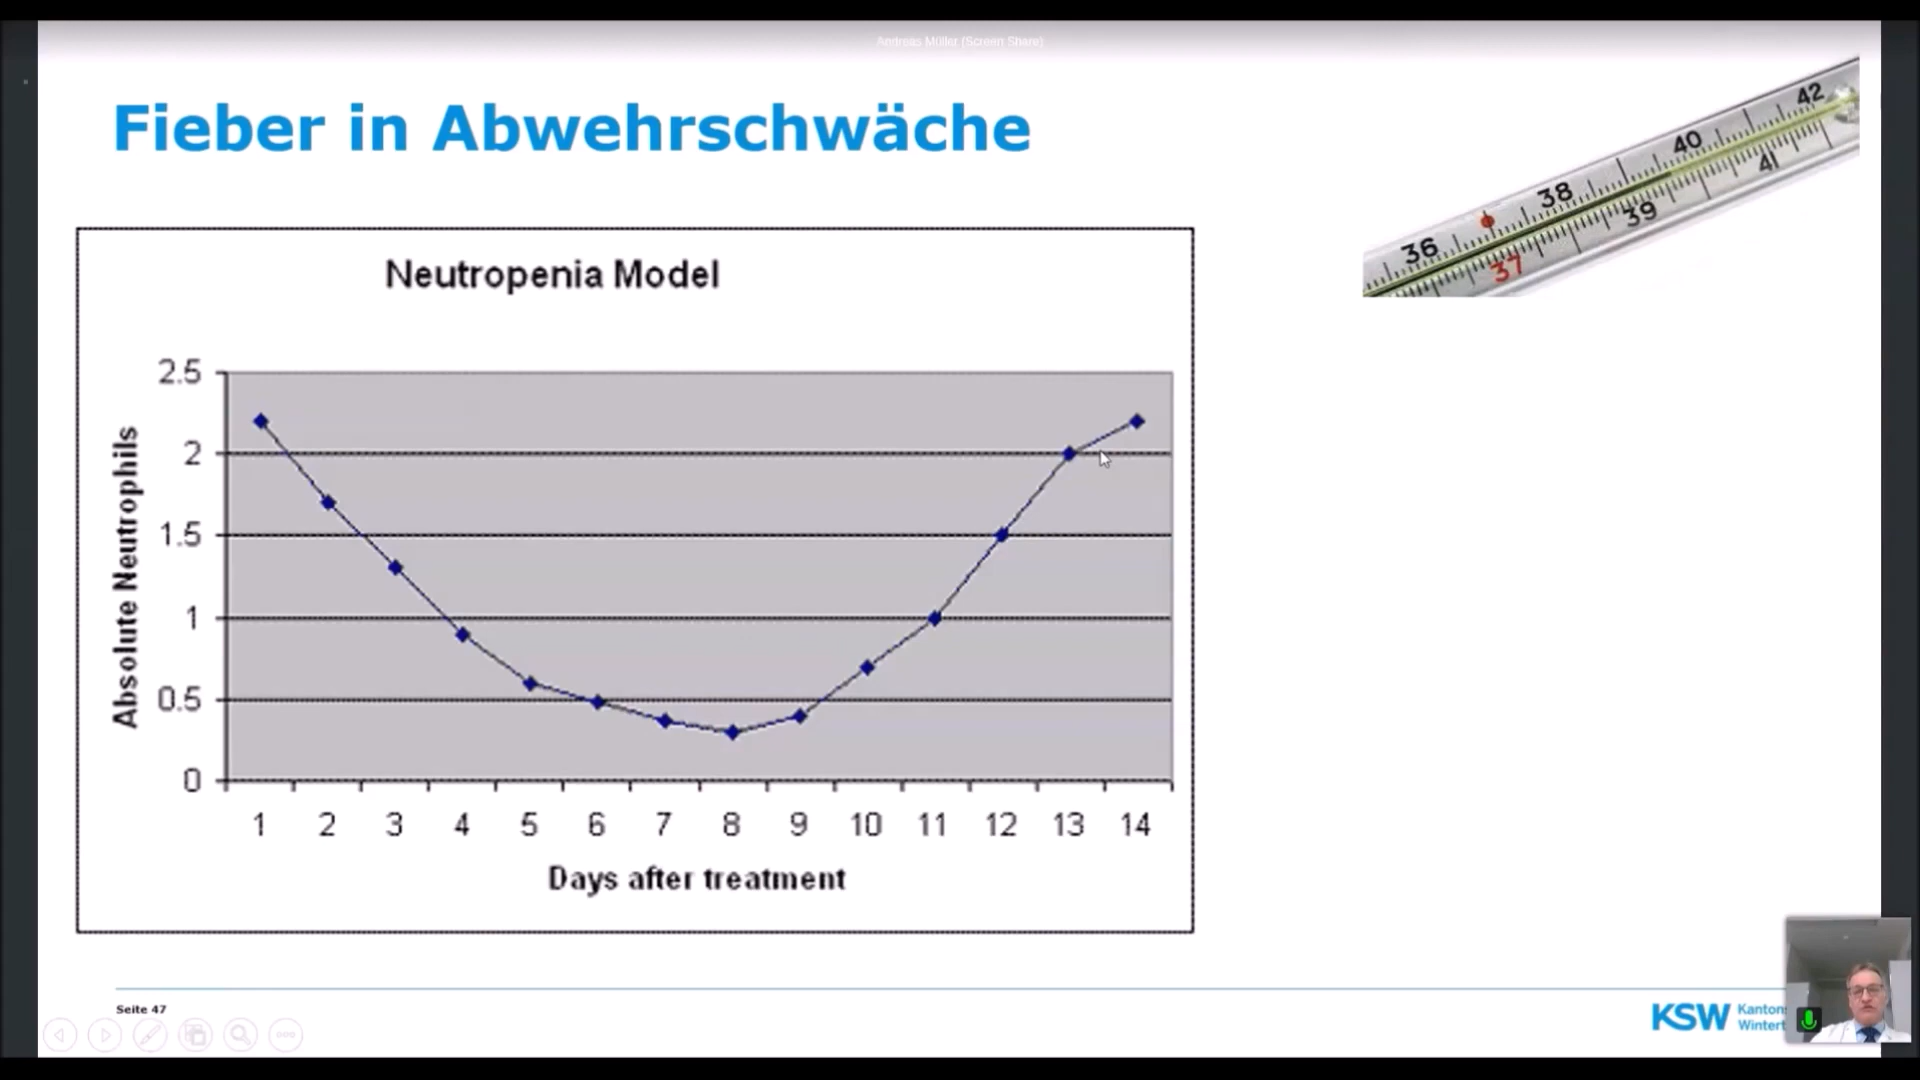 Andreas Müller (Screen Share)
Fieber in Abwehrschwäche
36 37 38 39 40 41 42
Neutropenia Model
Absolute Neutrophils
2.5
2
1.5
1
0.5
0
1 2 3 4 5 6 7 8 9 10 11 12 13 14
Days after treatment
Seite 47
KSW Kantons
Wintert